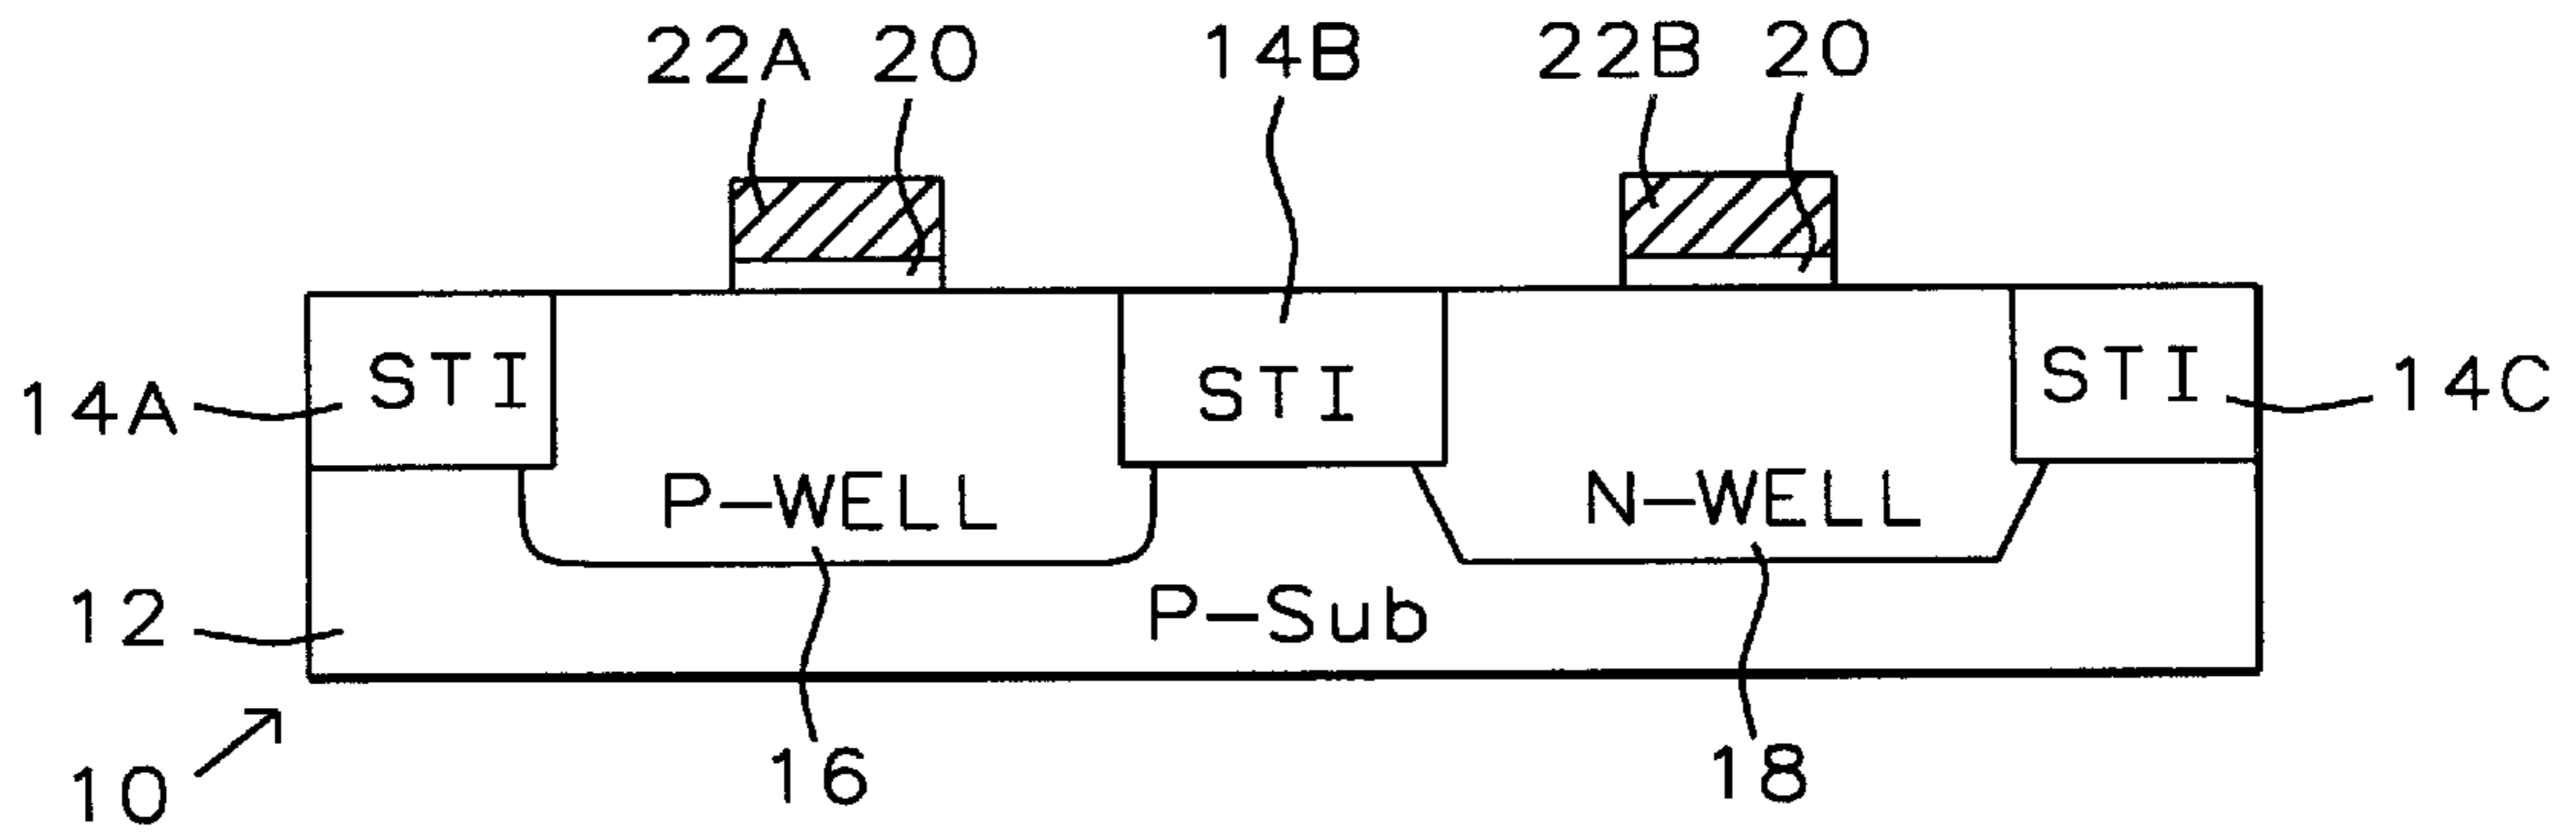 22A 20 14B 22B 20
STI STI STI
14A 14C
P-WELL N-WELL
12 P-Sub
10 16 18